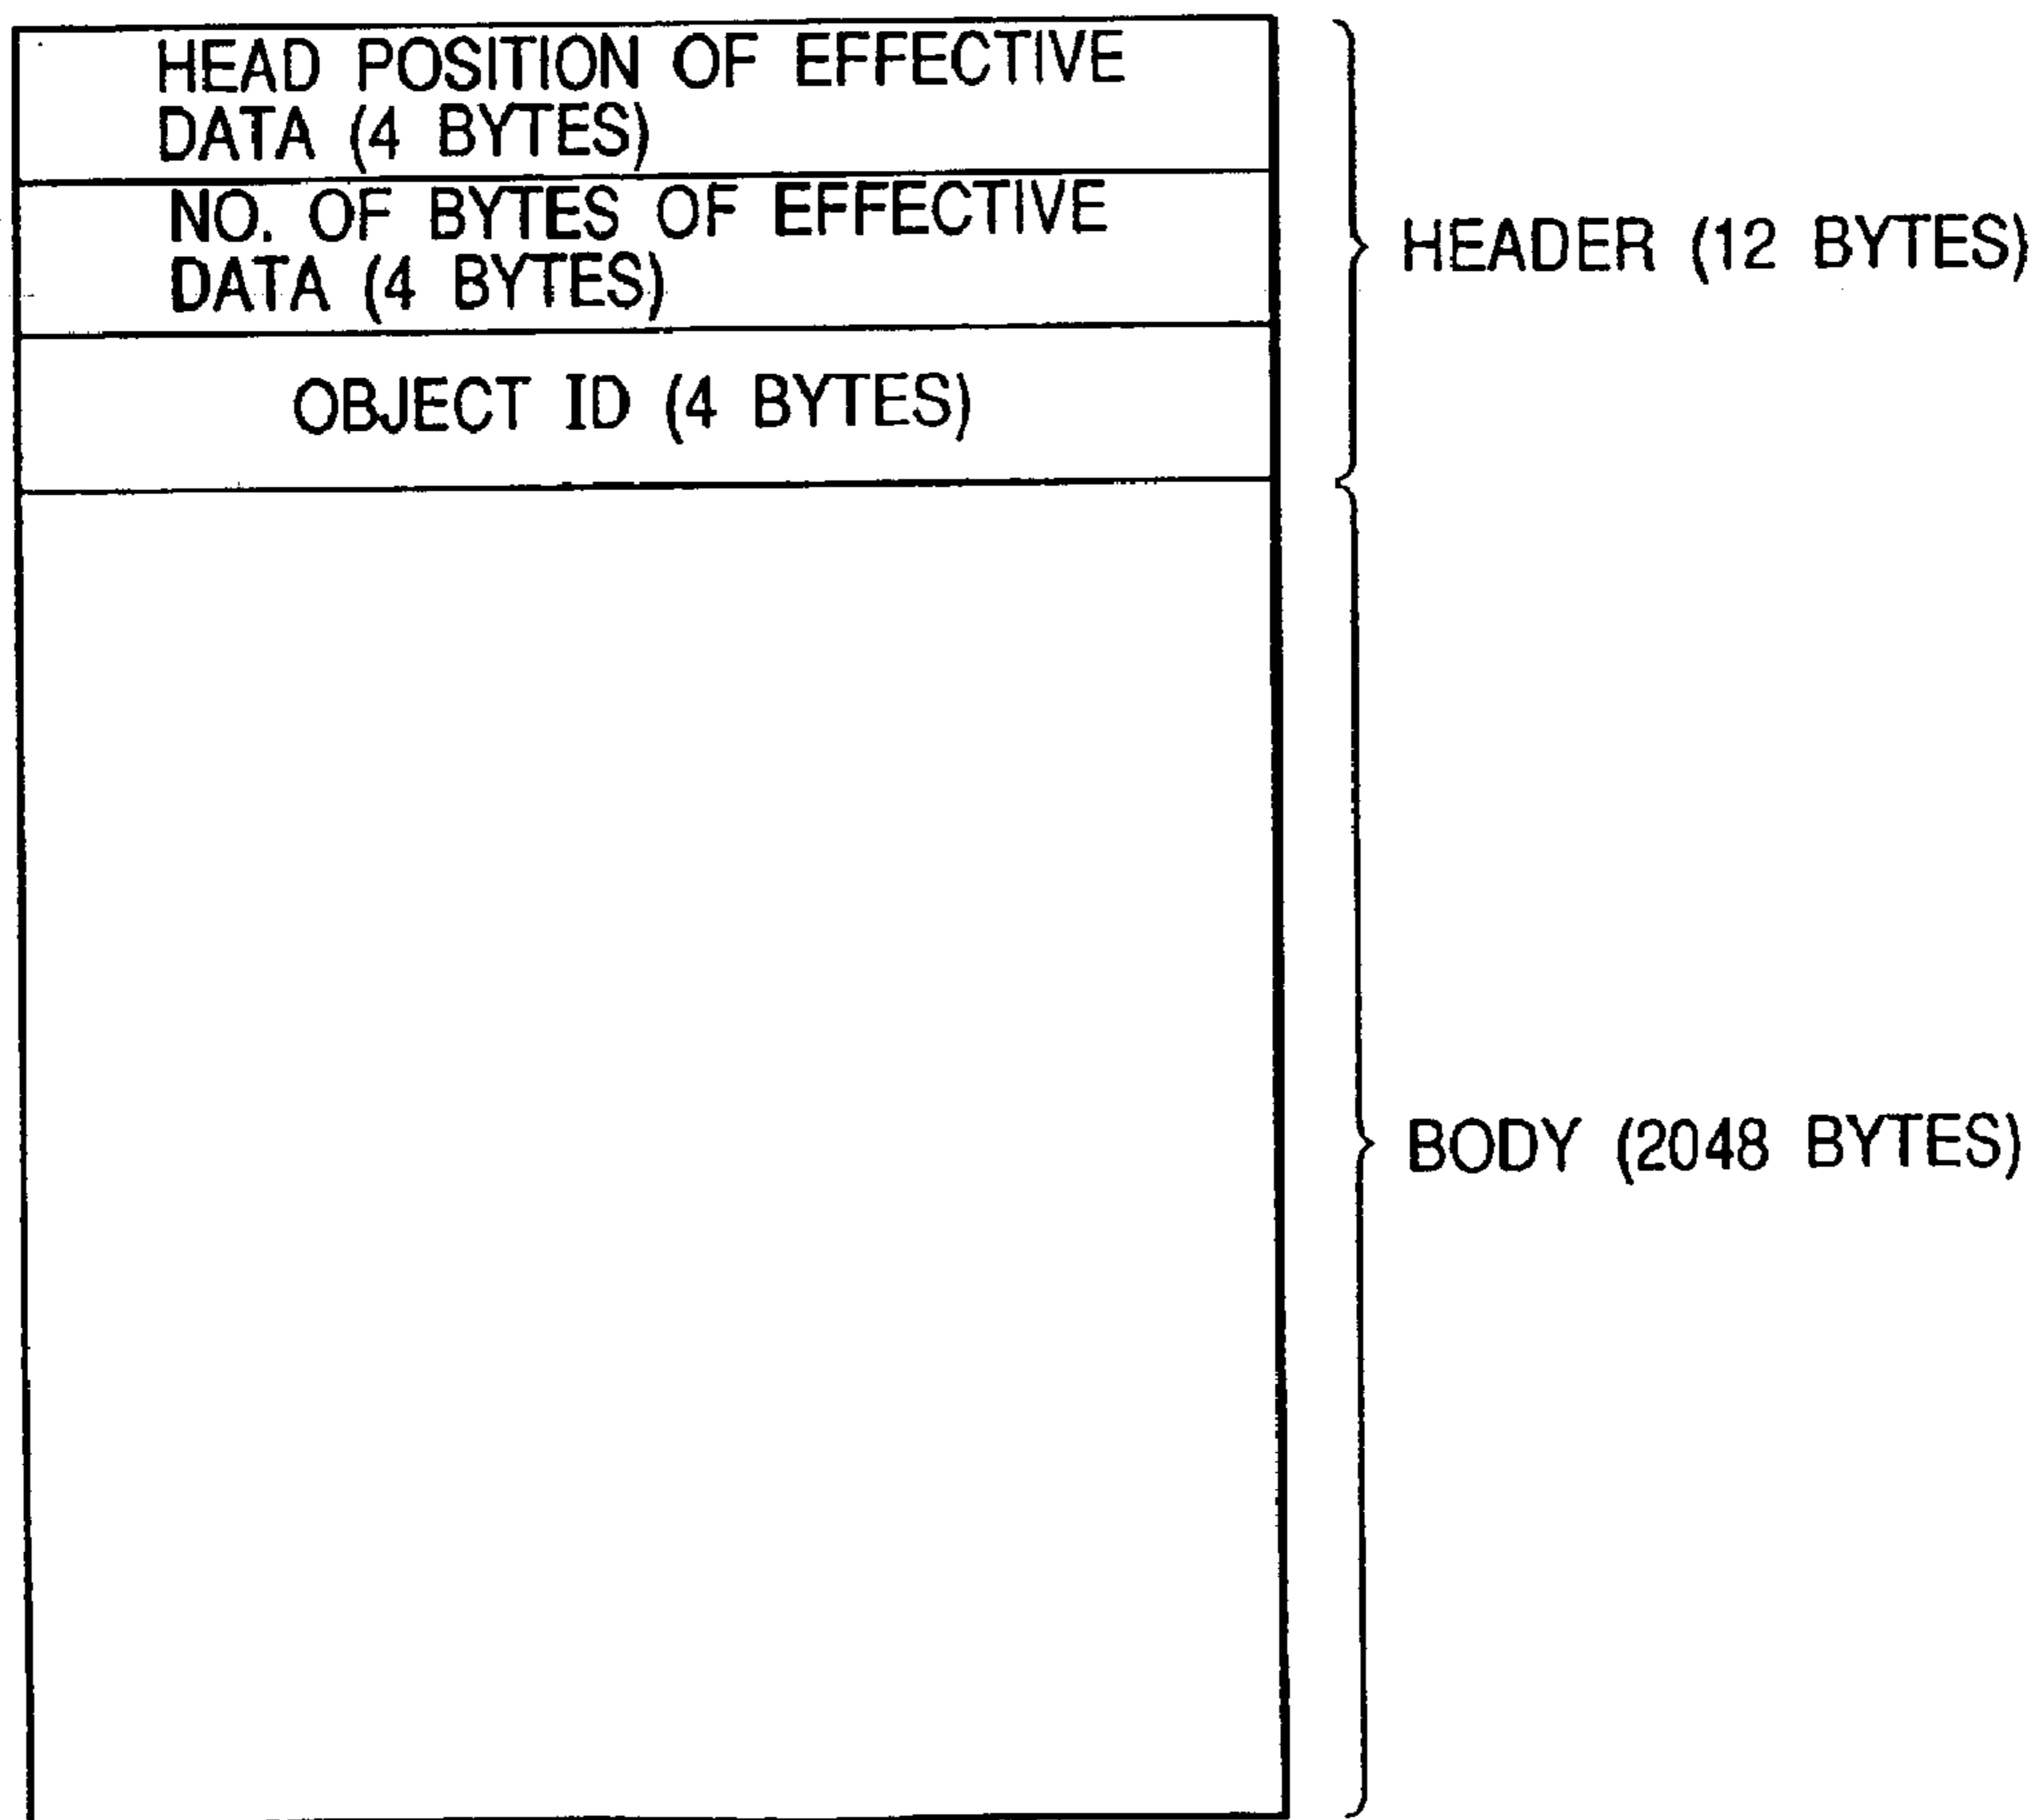 HEAD POSITION OF EFFECTIVE
DATA (4 BYTES)
NO. OF BYTES OF EFFECTIVE
DATA (4 BYTES)
HEADER (12 BYTES)
OBJECT ID (4 BYTES)
BODY (2048 BYTES)